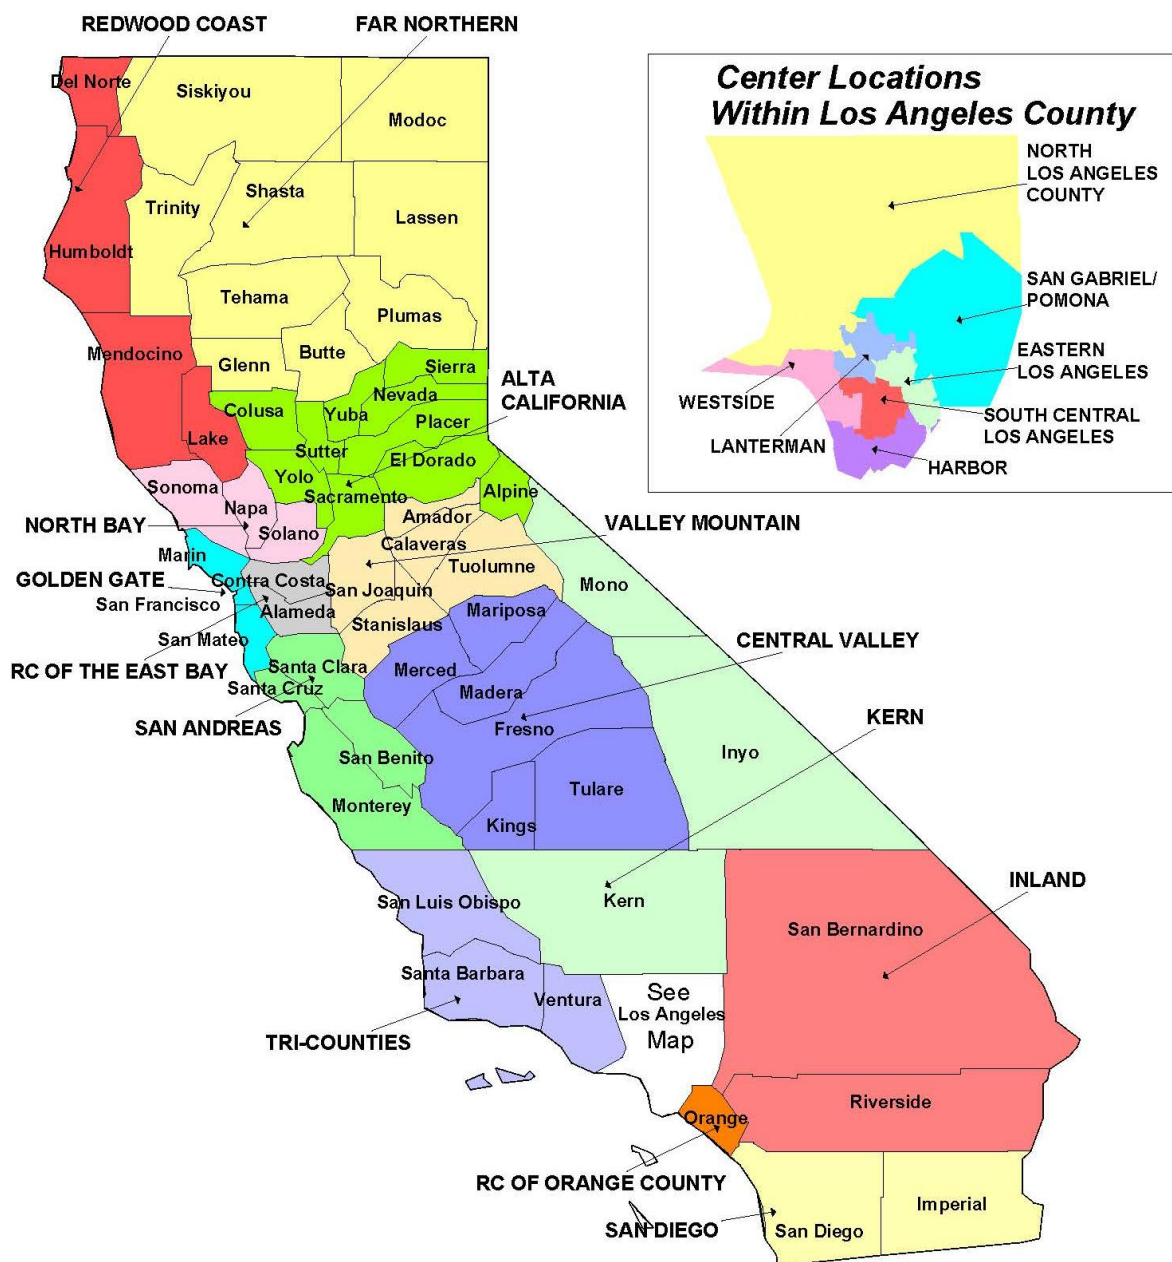 REDWOOD COAST
FAR NORTHERN
Del Norte
Siskiyou
Modoc
Trinity
Shasta
Lassen
Humboldt
Tehama
Plumas
Mendocino
Glenn
Butte
Sierra
Nevada
Colusa
Yuba
Placer
Lake
Sutter
El Dorado
ALTA
CALIFORNIA
Yolo
Sacramento
Alpine
Sonoma
Napa
Solano
NORTH BAY
Amador
Calaveras
VALLEY MOUNTAIN
Marin
GOLDEN GATE
Contra Costa
San Joaquin
Tuolumne
Mono
San Francisco
Alameda
Stanislaus
Mariposa
San Mateo
RC OF THE EAST BAY
Santa Clara
Merced
Madera
CENTRAL VALLEY
Santa Cruz
SAN ANDREAS
Fresno
KERN
San Benito
Inyo
Monterey
Kings
Tulare
San Luis Obispo
Kern
INLAND
San Bernardino
Santa Barbara
Ventura
See
Los Angeles
Map
TRI-COUNTIES
Orange
Riverside
RC OF ORANGE COUNTY
SAN DIEGO
San Diego
Imperial
Center Locations
Within Los Angeles County
NORTH
LOS ANGELES
COUNTY
SAN GABRIEL/
POMONA
EASTERN
LOS ANGELES
WESTSIDE
SOUTH CENTRAL
LOS ANGELES
LANTERMAN
HARBOR